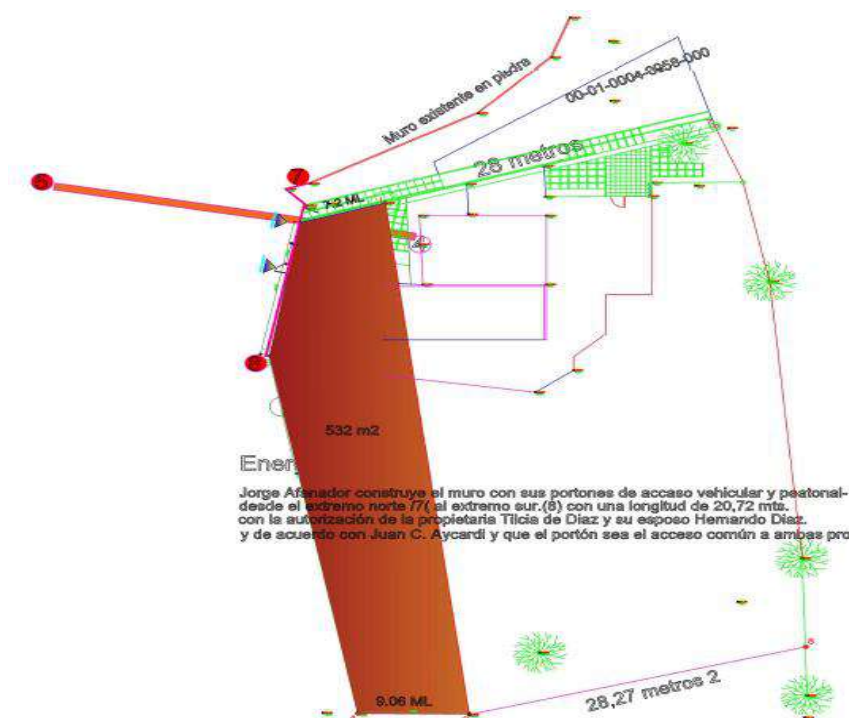 Muro existente en piedra
00-01-0004-3958-000
28 metros
7
7.2 ML
8
532 m2
Ener
Jorge Afanador construye el muro con sus portones de accaso vehicular y peatonal-
desde el extremo norte /7( al extremo sur.(8) con una longitud de 20,72 mts.
con la autorización de la propietaria Tilcia de Diaz y su esposo Hernando Diaz.
y de acuerdo con Juan C. Aycardi y que el portón sea el acceso común a ambas pro
9.06 ML
28,27 metros 2